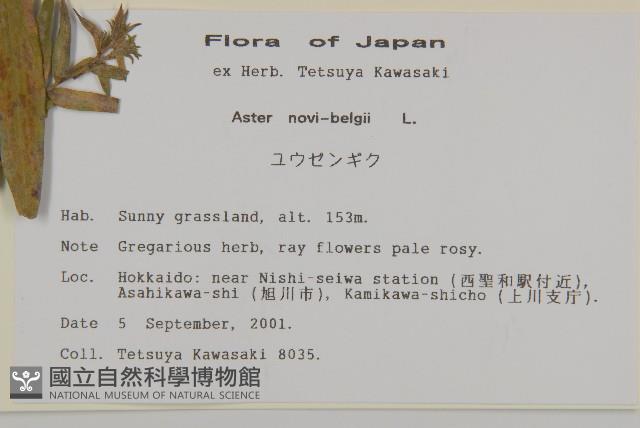 Flora of Japan
ex Herb. Tetsuya Kawasaki
Aster novi-belgii L.
ユウゼンギク
Hab. Sunny grassland, alt. 153m.
Note Gregarious herb, ray flowers pale rosy.
Loc. Hokkaido: near Nishi-seiwa station (西聖和駅付近),
Asahikawa-shi (旭川市), Kamikawa-shicho (上川支庁).
Date 5 September, 2001.
Coll. Tetsuya Kawasaki 8035.
國立自然科學博物館
NATIONAL MUSEUM OF NATURAL SCIENCE